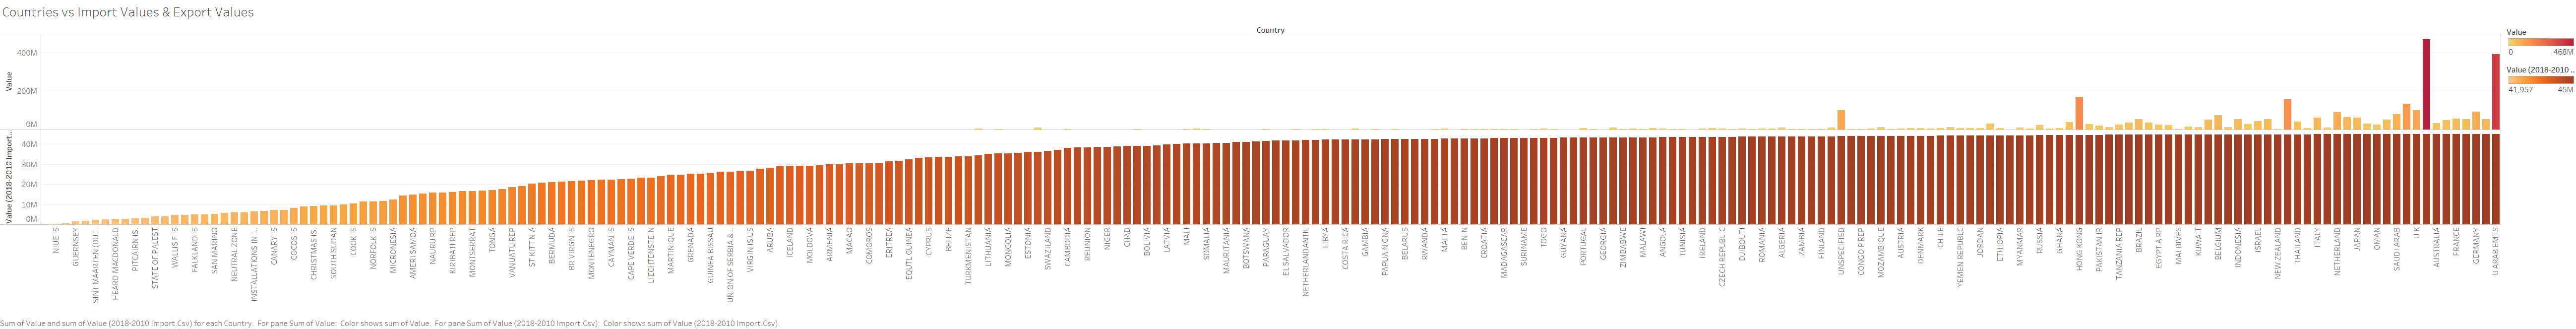 Countries vs Import Values & Export Values
Country
400M
200M
0M
Value
40M
30M
20M
10M
0M
Value (2018-2010 Import...
Value
0 468M
Value (2018-2010 ..
41,957 45M
NIUE IS
GUERNSEY
SINT MAARTEN (DUT..
HEARD MACDONALD
PITCAIRN IS.
STATE OF PALEST
WALLIS F IS
FALKLAND IS
SAN MARINO
NEUTRAL ZONE
INSTALLATIONS IN I..
CANARY IS
COCOS IS
CHRISTMAS IS.
SOUTH SUDAN
COOK IS
NORFOLK IS
MICRONESIA
AMERI SAMOA
NAURU RP
KIRIBATI REP
MONTSERRAT
TONGA
VANUATU REP
ST KITT N A
BERMUDA
BR VIRGN IS
MONTENEGRO
CAYMAN IS
CAPE VERDE IS
LIECHTENSTEIN
MARTINIQUE
GRENADA
GUINEA BISSAU
UNION OF SERBIA & ..
VIRGIN IS US
ARUBA
ICELAND
MOLDOVA
ARMENIA
MACAO
COMOROS
ERITREA
EQUTL GUINEA
CYPRUS
BELIZE
TURKMENISTAN
LITHUANIA
MONGOLIA
ESTONIA
SWAZILAND
CAMBODIA
REUNION
NIGER
CHAD
BOLIVIA
LATVIA
MALI
SOMALIA
MAURITANIA
BOTSWANA
PARAGUAY
EL SALVADOR
NETHERLANDANTIL
LIBYA
COSTA RICA
GAMBIA
PAPUA N GNA
BELARUS
RWANDA
MALTA
BENIN
CROATIA
MADAGASCAR
SURINAME
TOGO
GUYANA
PORTUGAL
GEORGIA
ZIMBABWE
MALAWI
ANGOLA
TUNISIA
IRELAND
CZECH REPUBLIC
DJIBOUTI
ROMANIA
ALGERIA
ZAMBIA
FINLAND
UNSPECIFIED
CONGO P REP
MOZAMBIQUE
AUSTRIA
DENMARK
CHILE
YEMEN REPUBLC
JORDAN
ETHIOPIA
MYANMAR
RUSSIA
GHANA
HONG KONG
PAKISTAN IR
TANZANIA REP
BRAZIL
EGYPT A RP
MALDIVES
KUWAIT
BELGIUM
INDONESIA
ISRAEL
NEW ZEALAND
THAILAND
ITALY
NETHERLAND
JAPAN
OMAN
SAUDI ARAB
U K
AUSTRALIA
FRANCE
GERMANY
U ARAB EMTS
Sum of Value and sum of Value (2018-2010 Import.Csv) for each Country. For pane Sum of Value: Color shows sum of Value. For pane Sum of Value (2018-2010 Import.Csv): Color shows sum of Value (2018-2010 Import.Csv).